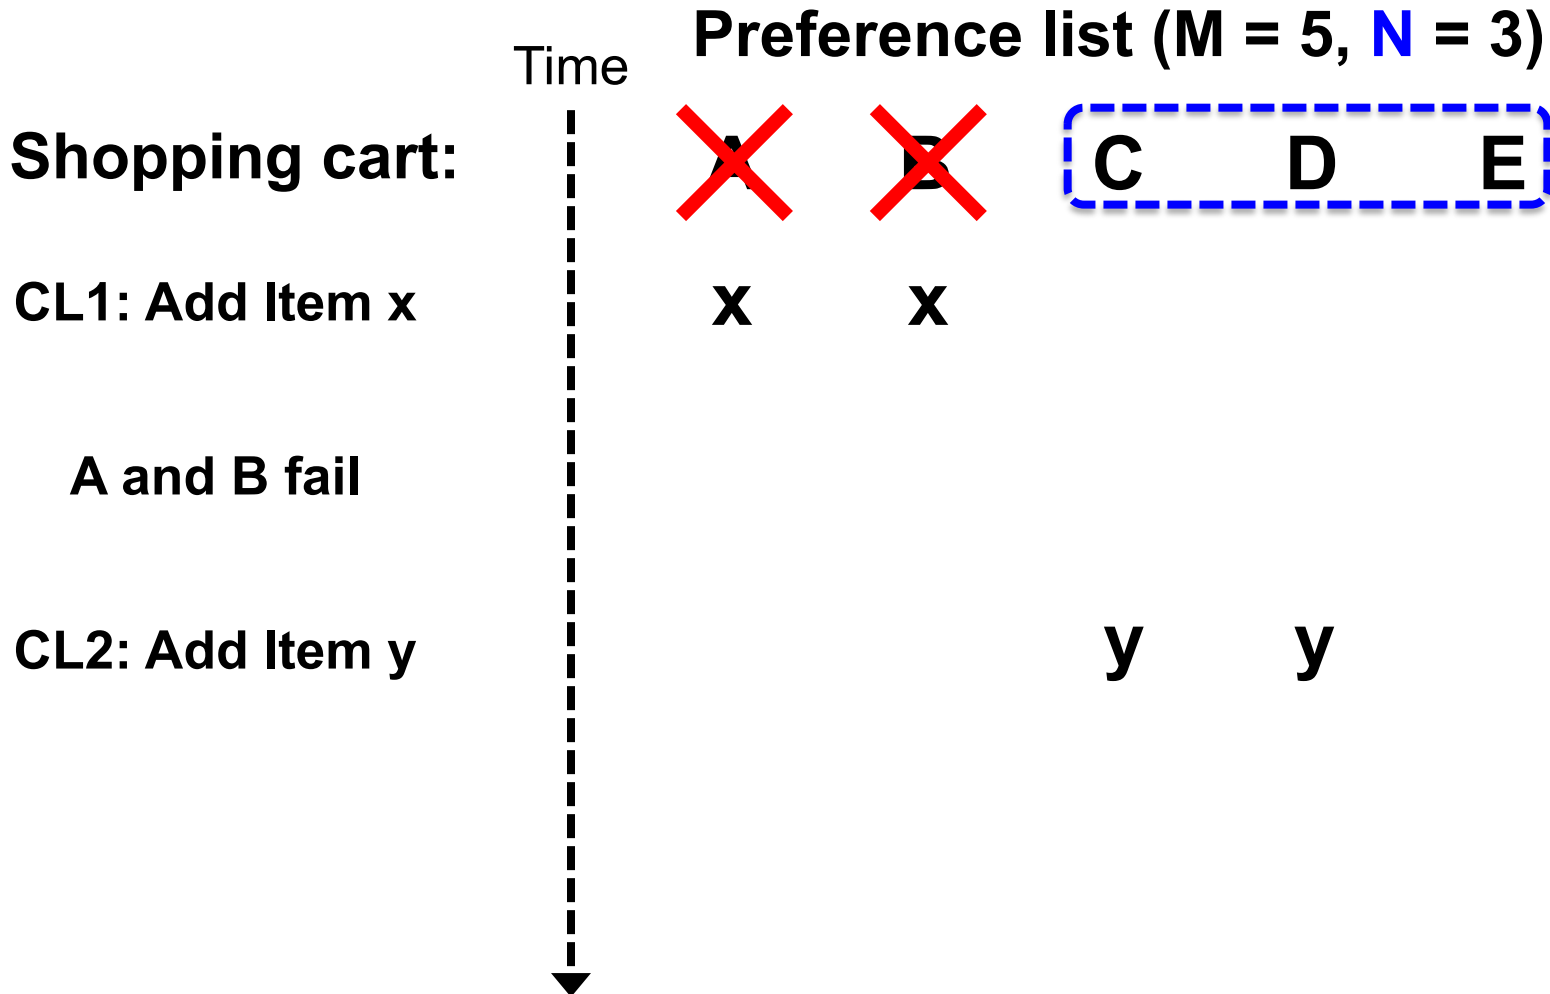 Preference list (M = 5, N = 3)
Time
Shopping cart: A B C D E
CL1: Add Item x x x
A and B fail
CL2: Add Item y y y